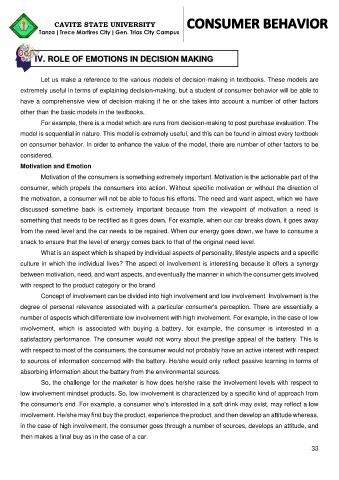 CAVITE STATE UNIVERSITY
Tanza | Trece Martires City | Gen. Trias City Campus
CONSUMER BEHAVIOR
IV. ROLE OF EMOTIONS IN DECISION MAKING
Let us make a reference to the various models of decision-making in textbooks. These models are
extremely useful in terms of explaining decision-making, but a student of consumer behavior will be able to
have a comprehensive view of decision-making if he or she takes into account a number of other factors
other than the basic models in the textbooks.
For example, there is a model which are runs from decision-making to post purchase evaluation. The
model is sequential in nature. This model is extremely useful, and this can be found in almost every textbook
on consumer behavior. In order to enhance the value of the model, there are number of other factors to be
considered.
Motivation and Emotion
Motivation of the consumers is something extremely important. Motivation is the actionable part of the
consumer, which propels the consumers into action. Without specific motivation or without the direction of
the motivation, a consumer will not be able to focus his efforts. The need and want aspect, which we have
discussed sometime back is extremely important because from the viewpoint of motivation a need is
something that needs to be rectified as it goes down. For example, when our car breaks down, it goes away
from the need level and the car needs to be repaired. When our energy goes down, we have to consume a
snack to ensure that the level of energy comes back to that of the original need level.
What is an aspect which is shaped by individual aspects of personality, lifestyle aspects and a specific
culture in which the individual lives? The aspect of involvement is interesting because it offers a synergy
between motivation, need, and want aspects, and eventually the manner in which the consumer gets involved
with respect to the product category or the brand.
Concept of involvement can be divided into high involvement and low involvement. Involvement is the
degree of personal relevance associated with a particular consumer's perception. There are essentially a
number of aspects which differentiate low involvement with high involvement. For example, in the case of low
involvement, which is associated with buying a battery, for example, the consumer is interested in a
satisfactory performance. The consumer would not worry about the prestige appeal of the battery. This is
with respect to most of the consumers, the consumer would not probably have an active interest with respect
to sources of information concerned with the battery. He/she would only reflect passive learning in terms of
absorbing information about the battery from the environmental sources.
So, the challenge for the marketer is how does he/she raise the involvement levels with respect to
low involvement mindset products. So, low involvement is characterized by a specific kind of approach from
the consumer's end. For example, a consumer who's interested in a soft drink may exist, may reflect a low
involvement. He/she may first buy the product, experience the product, and then develop an attitude whereas,
in the case of high involvement, the consumer goes through a number of sources, develops an attitude, and
then makes a final buy as in the case of a car.
33